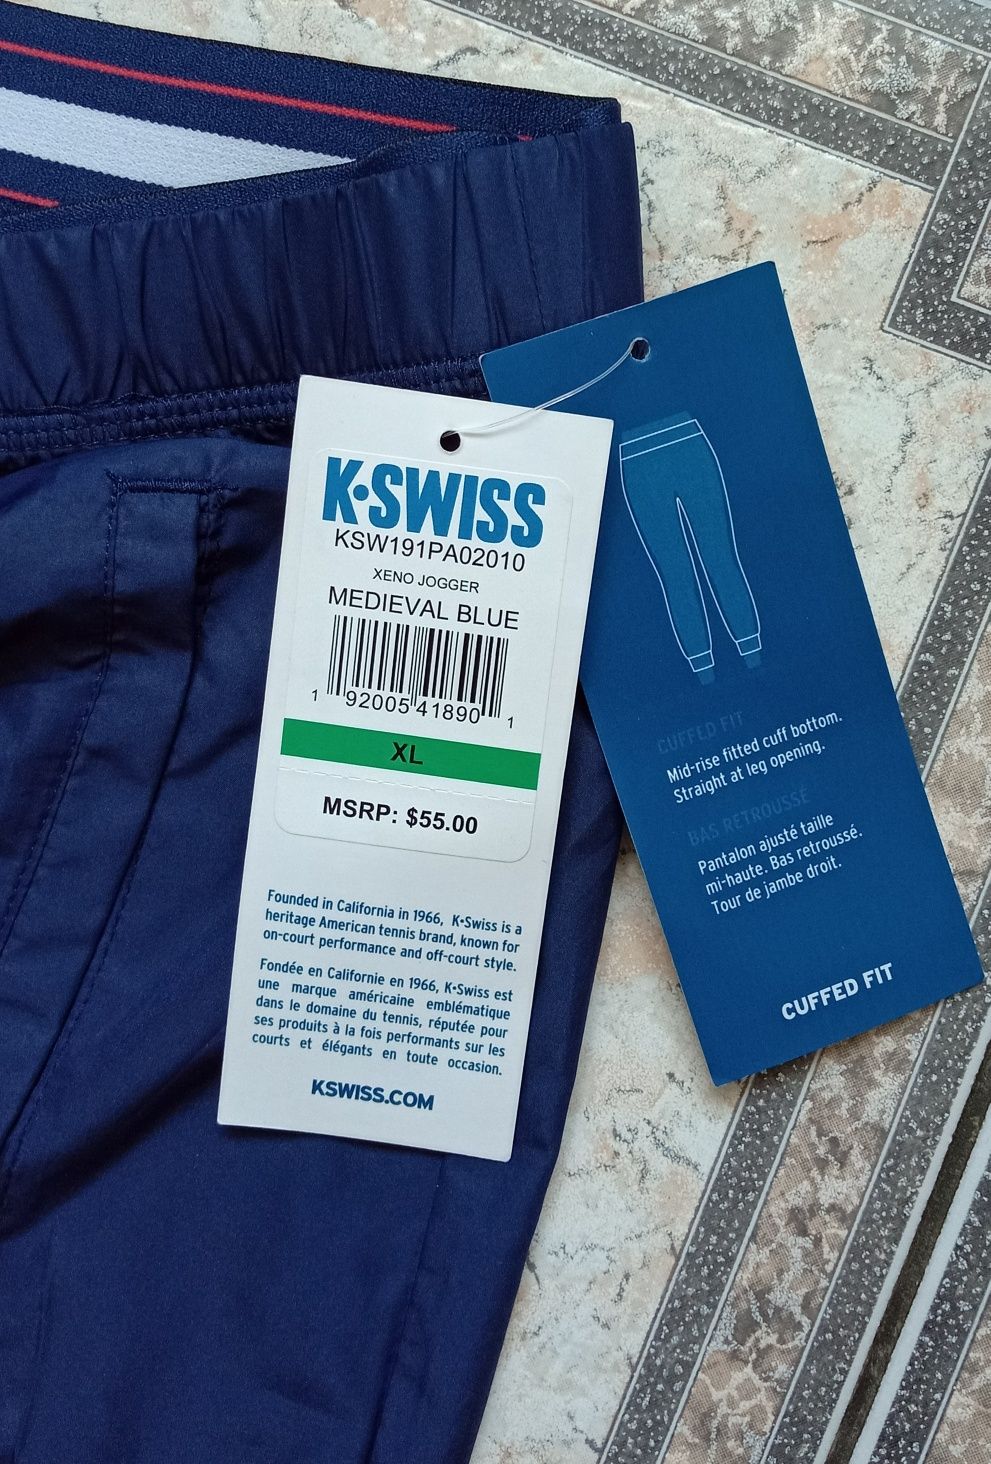 K•SWISS
KSW191PA02010
XENO JOGGER
MEDIEVAL BLUE
1 92005 41890 1
XL
MSRP: $55.00
Founded in California in 1966, K•Swiss is a
heritage American tennis brand, known for
on-court performance and off-court style.
Fondée en Californie en 1966, K•Swiss est
une marque américaine emblématique
dans le domaine du tennis, réputée pour
ses produits à la fois performants sur les
courts et élégants en toute occasion.
KSWISS.COM
CUFFED FIT
Mid-rise fitted cuff bottom.
Straight at leg opening.
BAS RETROUSSÉ
Pantalon ajusté taille
mi-haute. Bas retroussé.
Tour de jambe droit.
CUFFED FIT